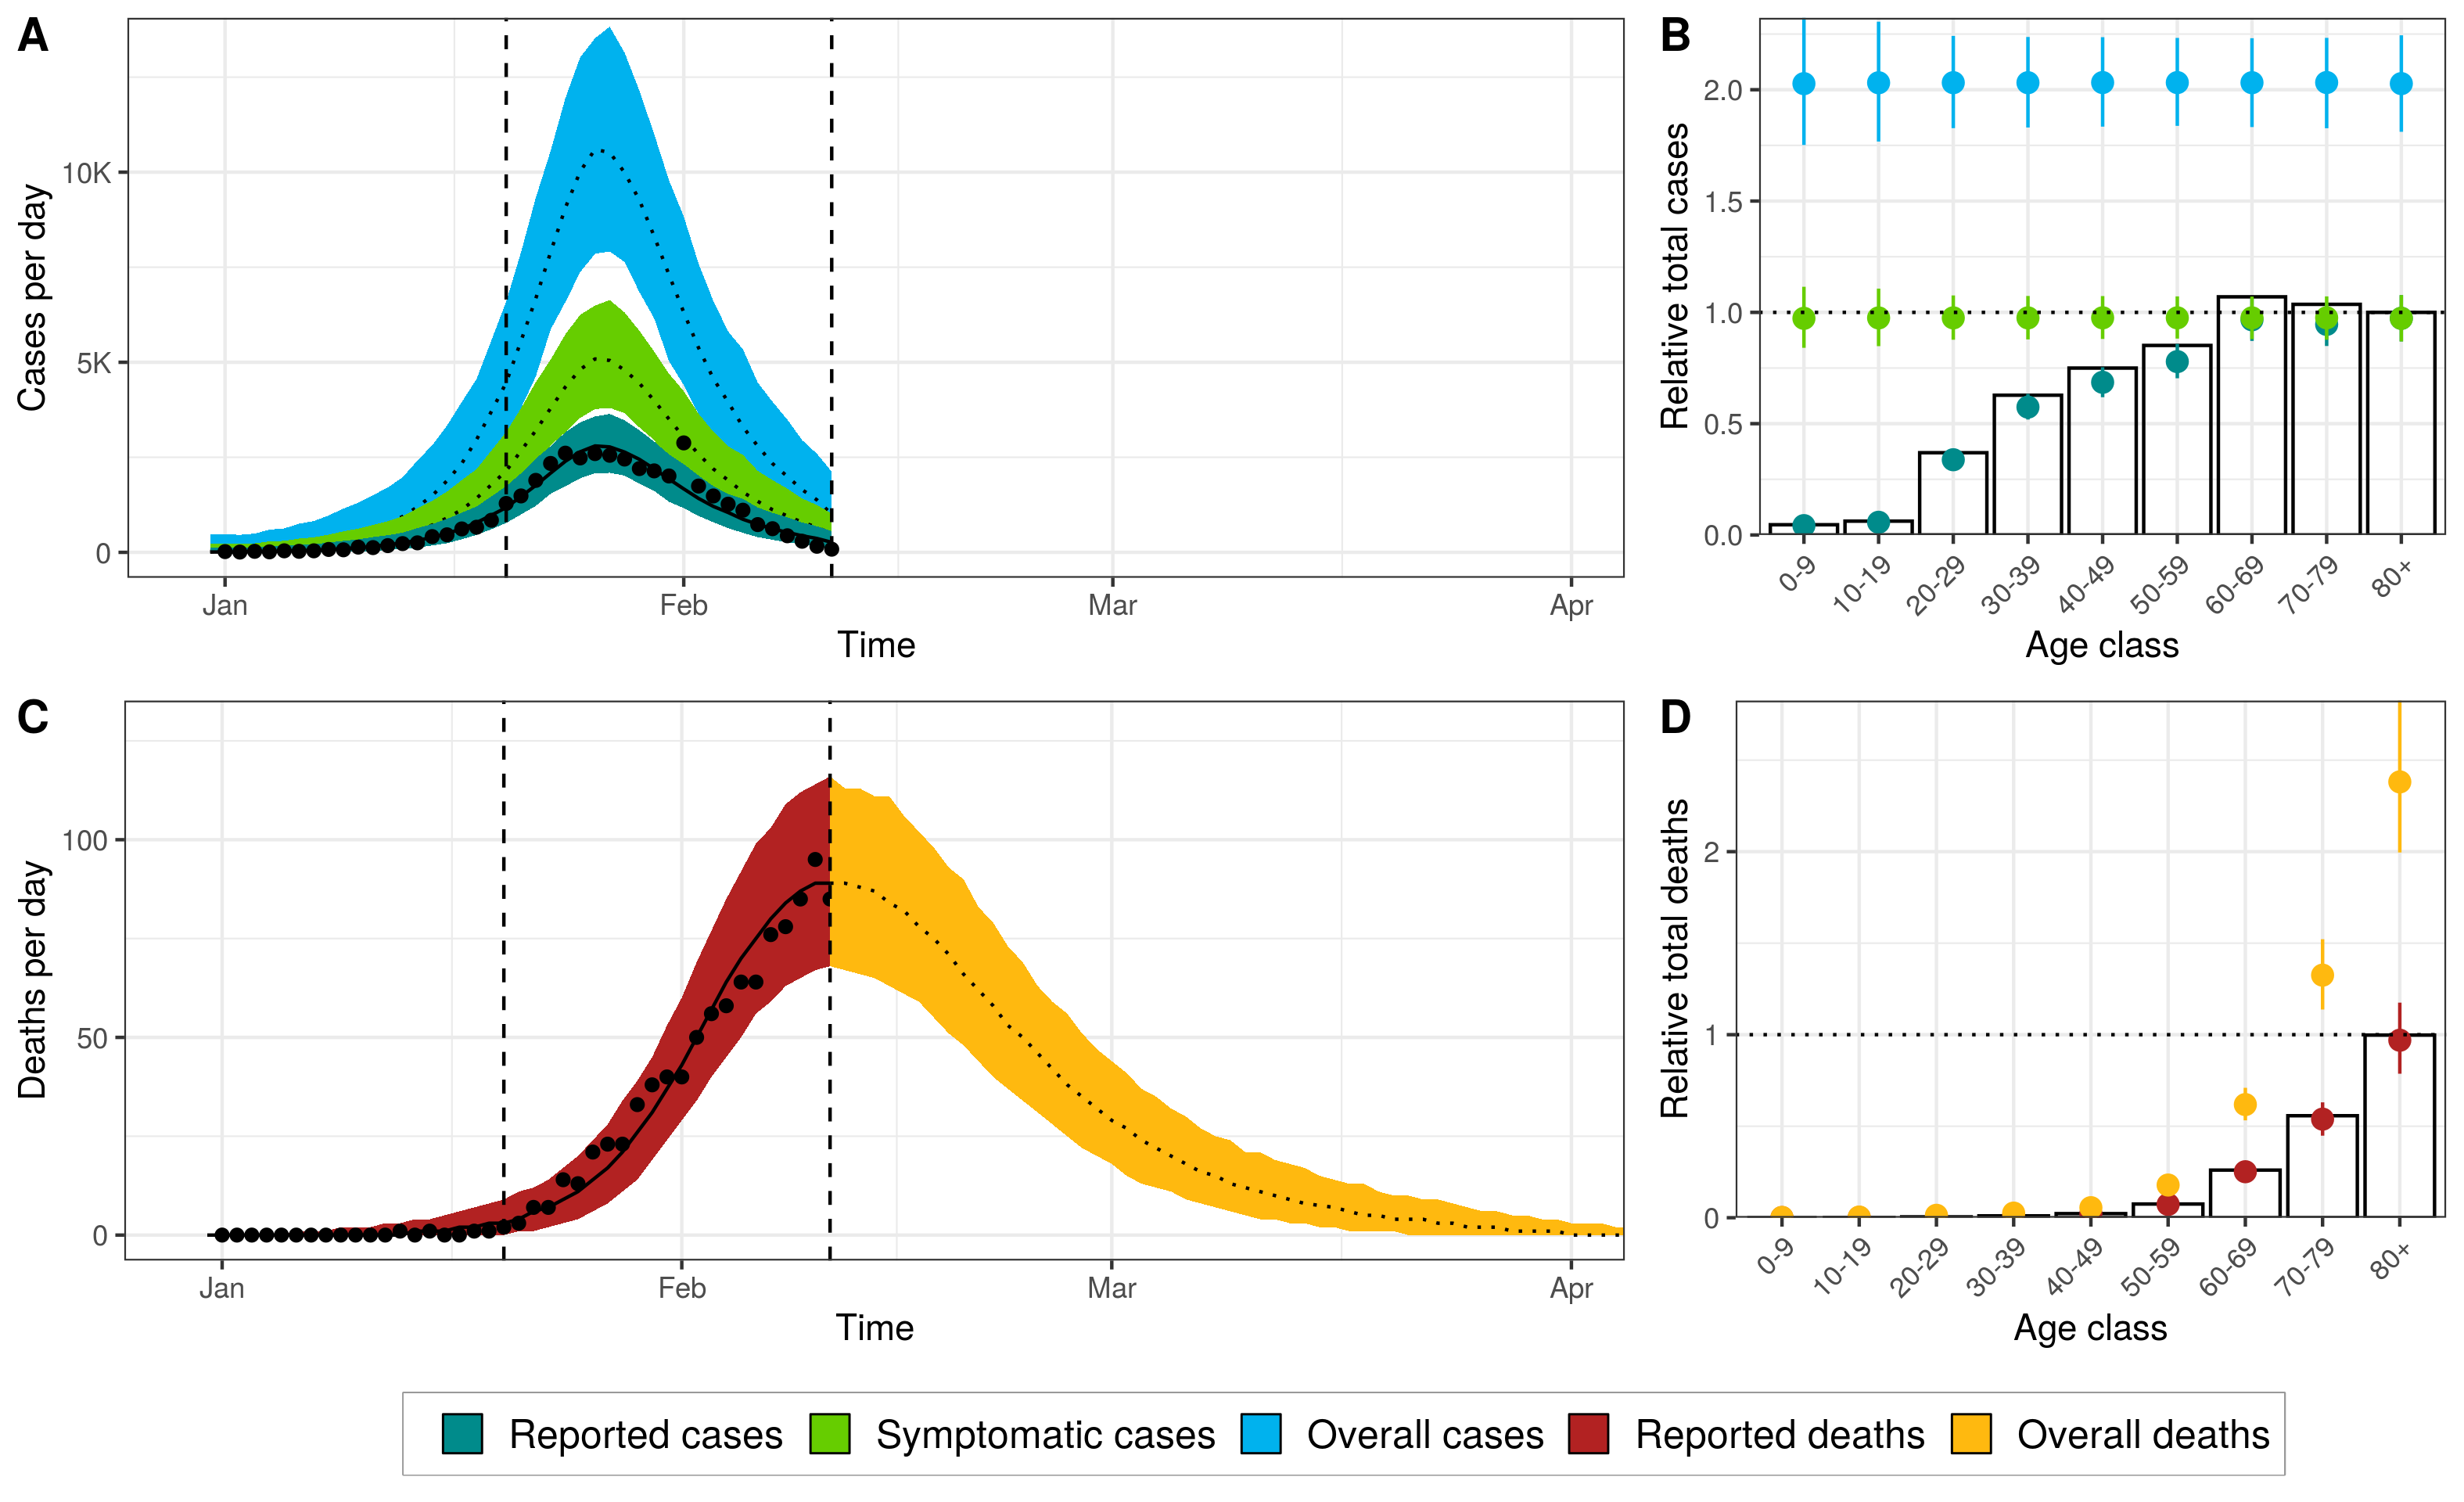 A
Cases per day
10K
5K
0
Jan Feb Mar Apr
Time
B
Relative total cases
2.0
1.5
1.0
0.5
0.0
0-9 10-19 20-29 30-39 40-49 50-59 60-69 70-79 80+
Age class
C
Deaths per day
100
50
0
Jan Feb Mar Apr
Time
D
Relative total deaths
2
1
0
0-9 10-19 20-29 30-39 40-49 50-59 60-69 70-79 80+
Age class
Reported cases Symptomatic cases Overall cases Reported deaths Overall deaths